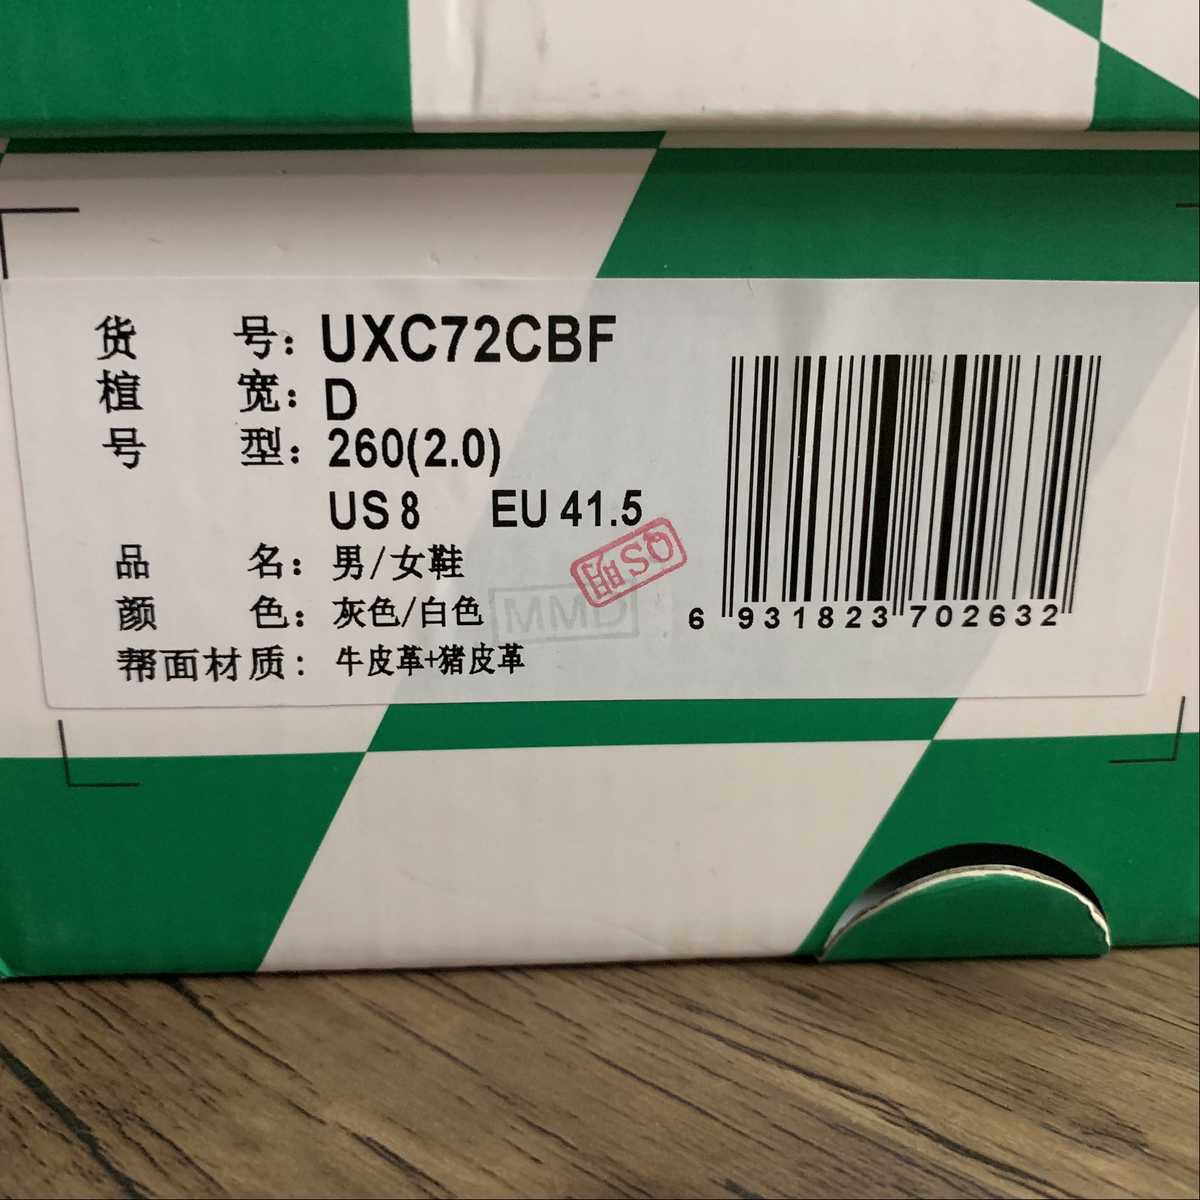 货 号: UXC72CBF
楦 宽: D
号 型: 260(2.0)
US 8 EU 41.5
品 名: 男/女鞋
颜 色: 灰色/白色
帮面材质: 牛皮革+猪皮革
MMD
6 931823 702632